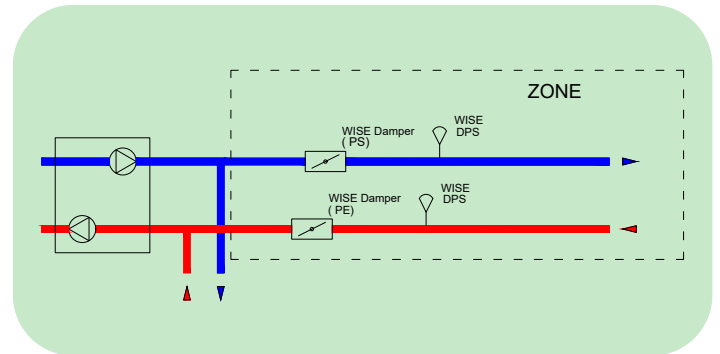 ZONE
WISE Damper
( PS)
WISE
DPS
WISE Damper
( PE)
WISE
DPS